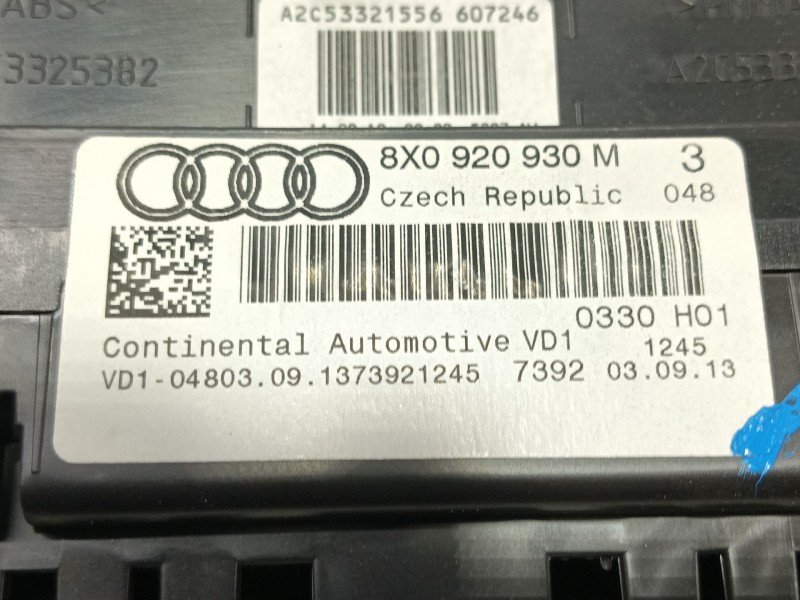 ABS<
A2C53321556 607246
3325382
A2C533
8X0 920 930 M 3
Czech Republic 048
0330 H01
Continental Automotive VD1 1245
VD1-04803.09.1373921245 7392 03.09.13